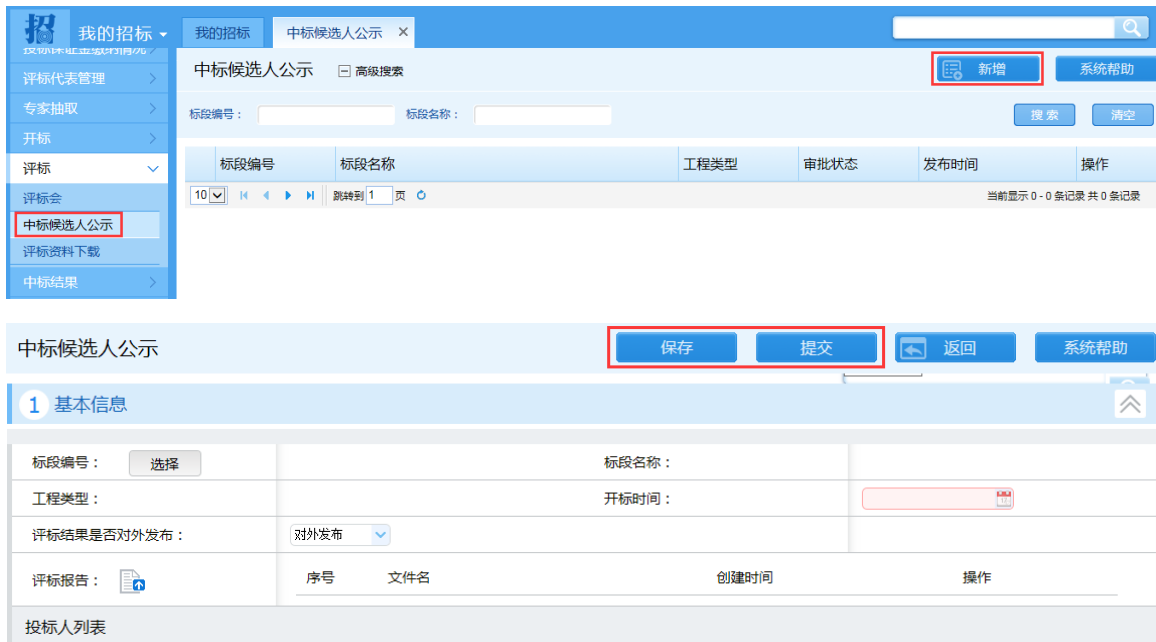 招 我的招标 我的招标 中标候选人公示 ×
投标保证金缴纳情况
评标代表管理
专家抽取
开标
评标
评标会
中标候选人公示
评标资料下载
中标结果
中标候选人公示 高级搜索 新增 系统帮助
标段编号： 标段名称： 搜索 清空
标段编号 标段名称 工程类型 审批状态 发布时间 操作
10 跳转到 1 页 当前显示 0 - 0 条记录 共 0 条记录
中标候选人公示 保存 提交 返回 系统帮助
1 基本信息
标段编号： 选择 标段名称：
工程类型： 开标时间：
评标结果是否对外发布： 对外发布
评标报告： 序号 文件名 创建时间 操作
投标人列表